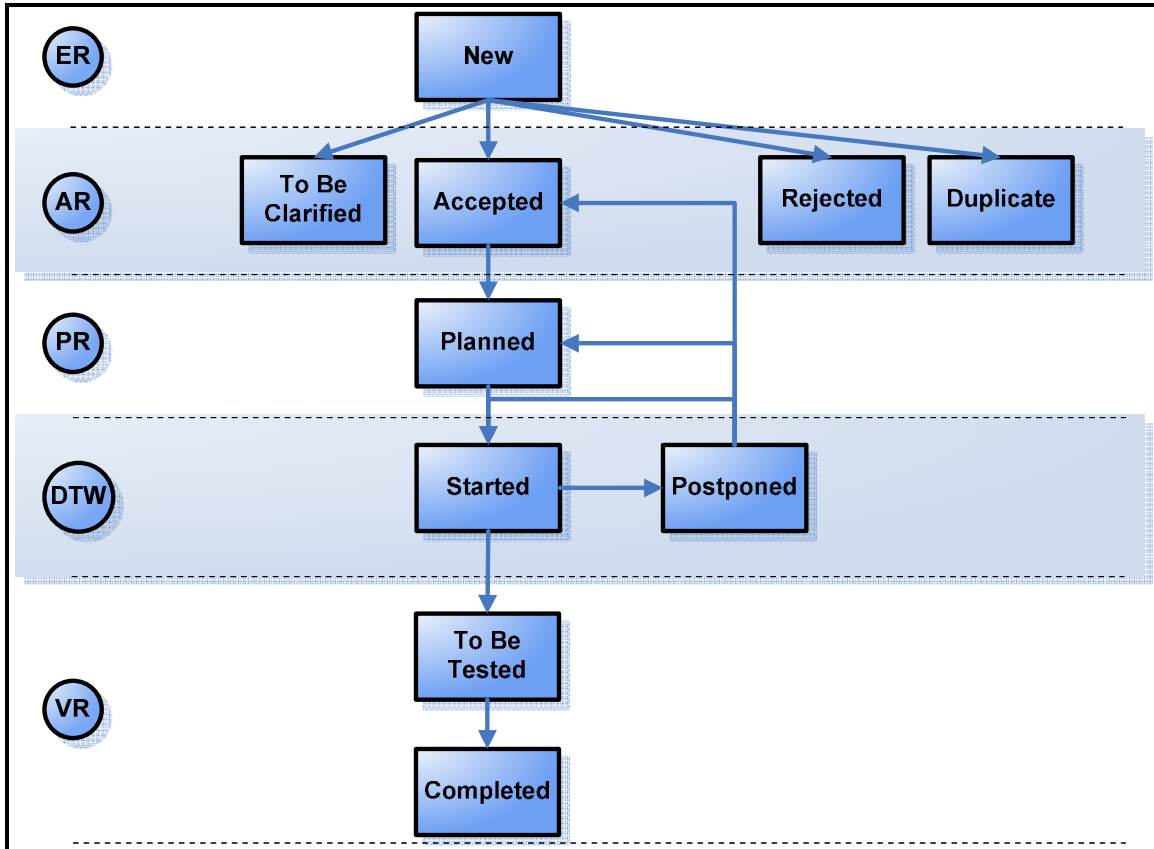 ER
New
AR
To Be
Clarified
Accepted
Rejected
Duplicate
PR
Planned
DTW
Started
Postponed
VR
To Be
Tested
Completed